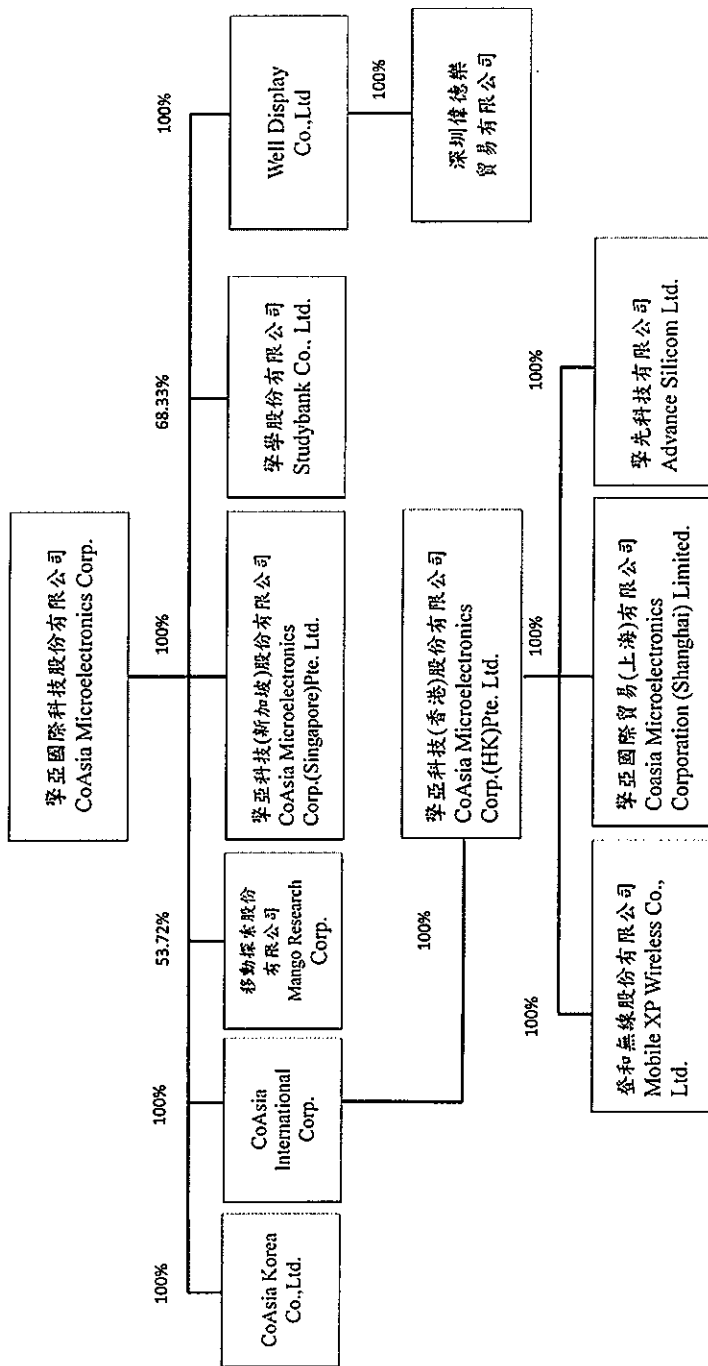 擎亞國際科技股份有限公司
CoAsia Microelectronics Corp.
100%
100%
53.72%
100%
68.33%
100%
CoAsia Korea
Co.,Ltd.
CoAsia
International
Corp.
移動探索股份
有限公司
Mango Research
Corp.
擎亞科技(新加坡)股份有限公司
CoAsia Microelectronics
Corp.(Singapore)Pte. Ltd.
擎學股份有限公司
Studybank Co., Ltd.
Well Display
Co.,Ltd
100%
100%
擎亞科技(香港)股份有限公司
CoAsia Microelectronics
Corp.(HK)Pte. Ltd.
深圳偉德樂
貿易有限公司
100%
100%
100%
登和無線股份有限公司
Mobile XP Wireless Co.,
Ltd.
擎亞國際貿易(上海)有限公司
Coasia Microelectronics
Corporation (Shanghai) Limited.
擎先科技有限公司
Advance Silicom Ltd.